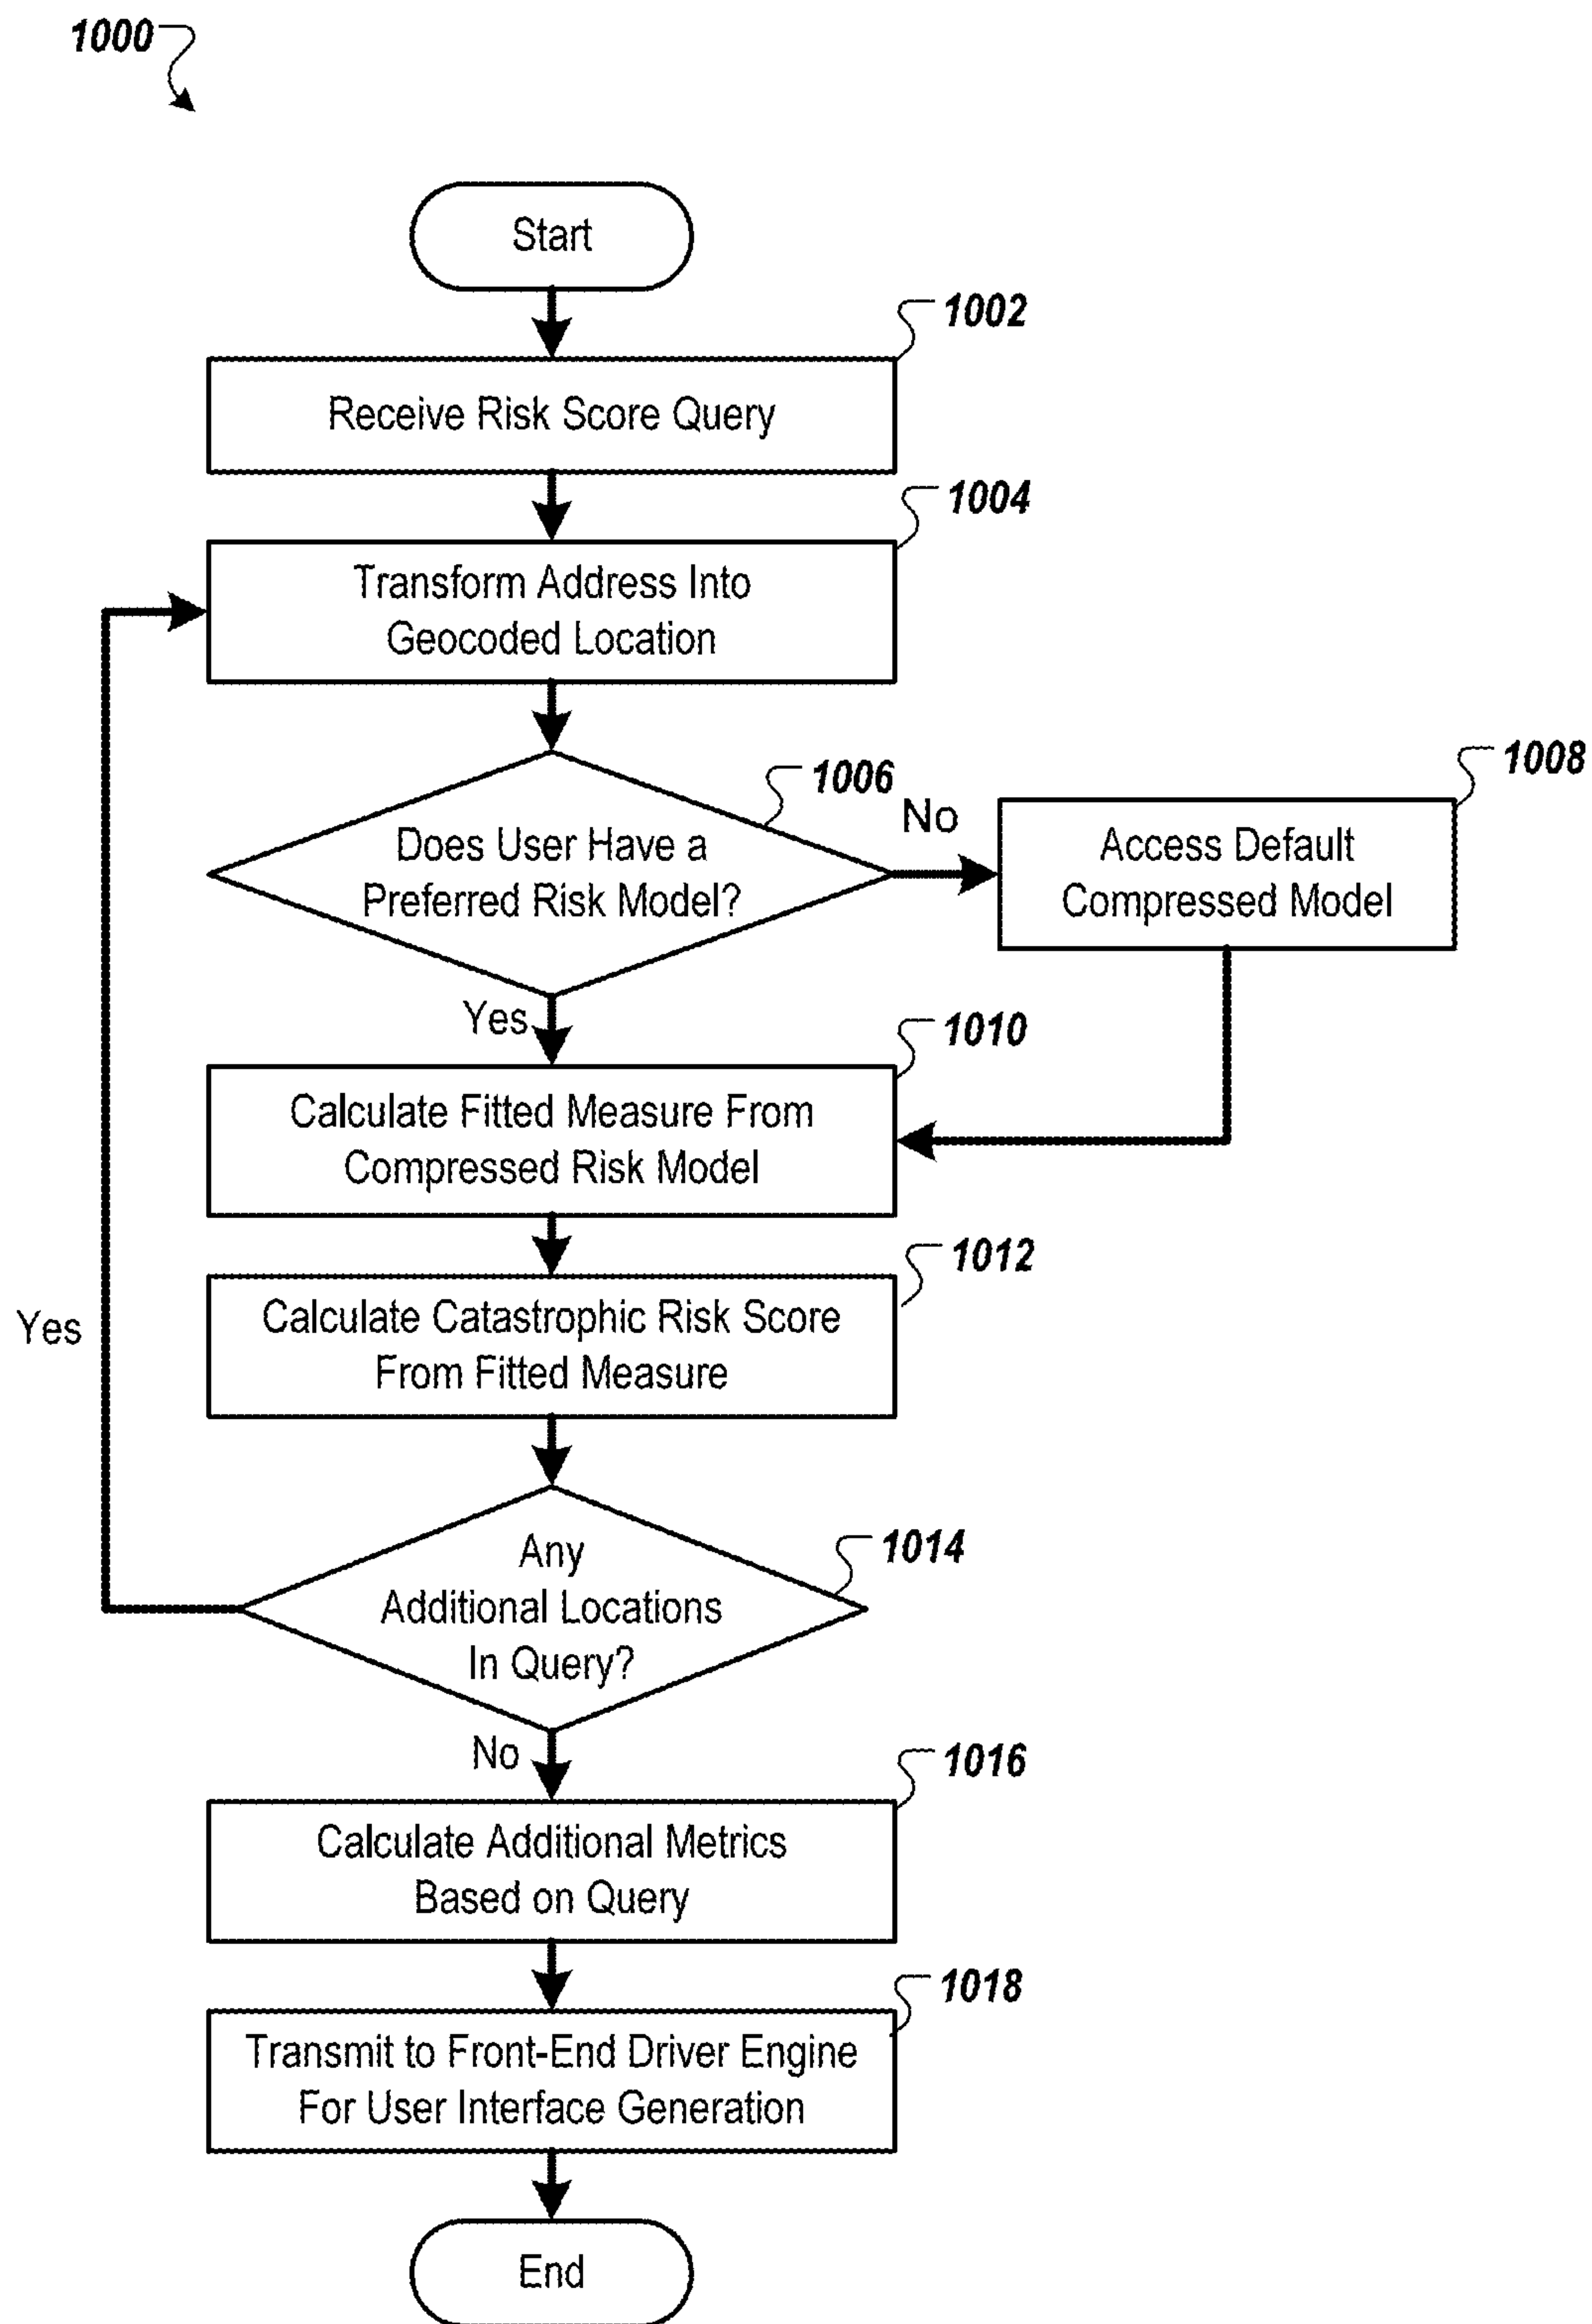 1000
Start
1002
Receive Risk Score Query
1004
Transform Address Into
Geocoded Location
1006
Does User Have a
Preferred Risk Model?
No
1008
Access Default
Compressed Model
Yes
1010
Calculate Fitted Measure From
Compressed Risk Model
1012
Calculate Catastrophic Risk Score
From Fitted Measure
Yes
1014
Any
Additional Locations
In Query?
No
1016
Calculate Additional Metrics
Based on Query
1018
Transmit to Front-End Driver Engine
For User Interface Generation
End